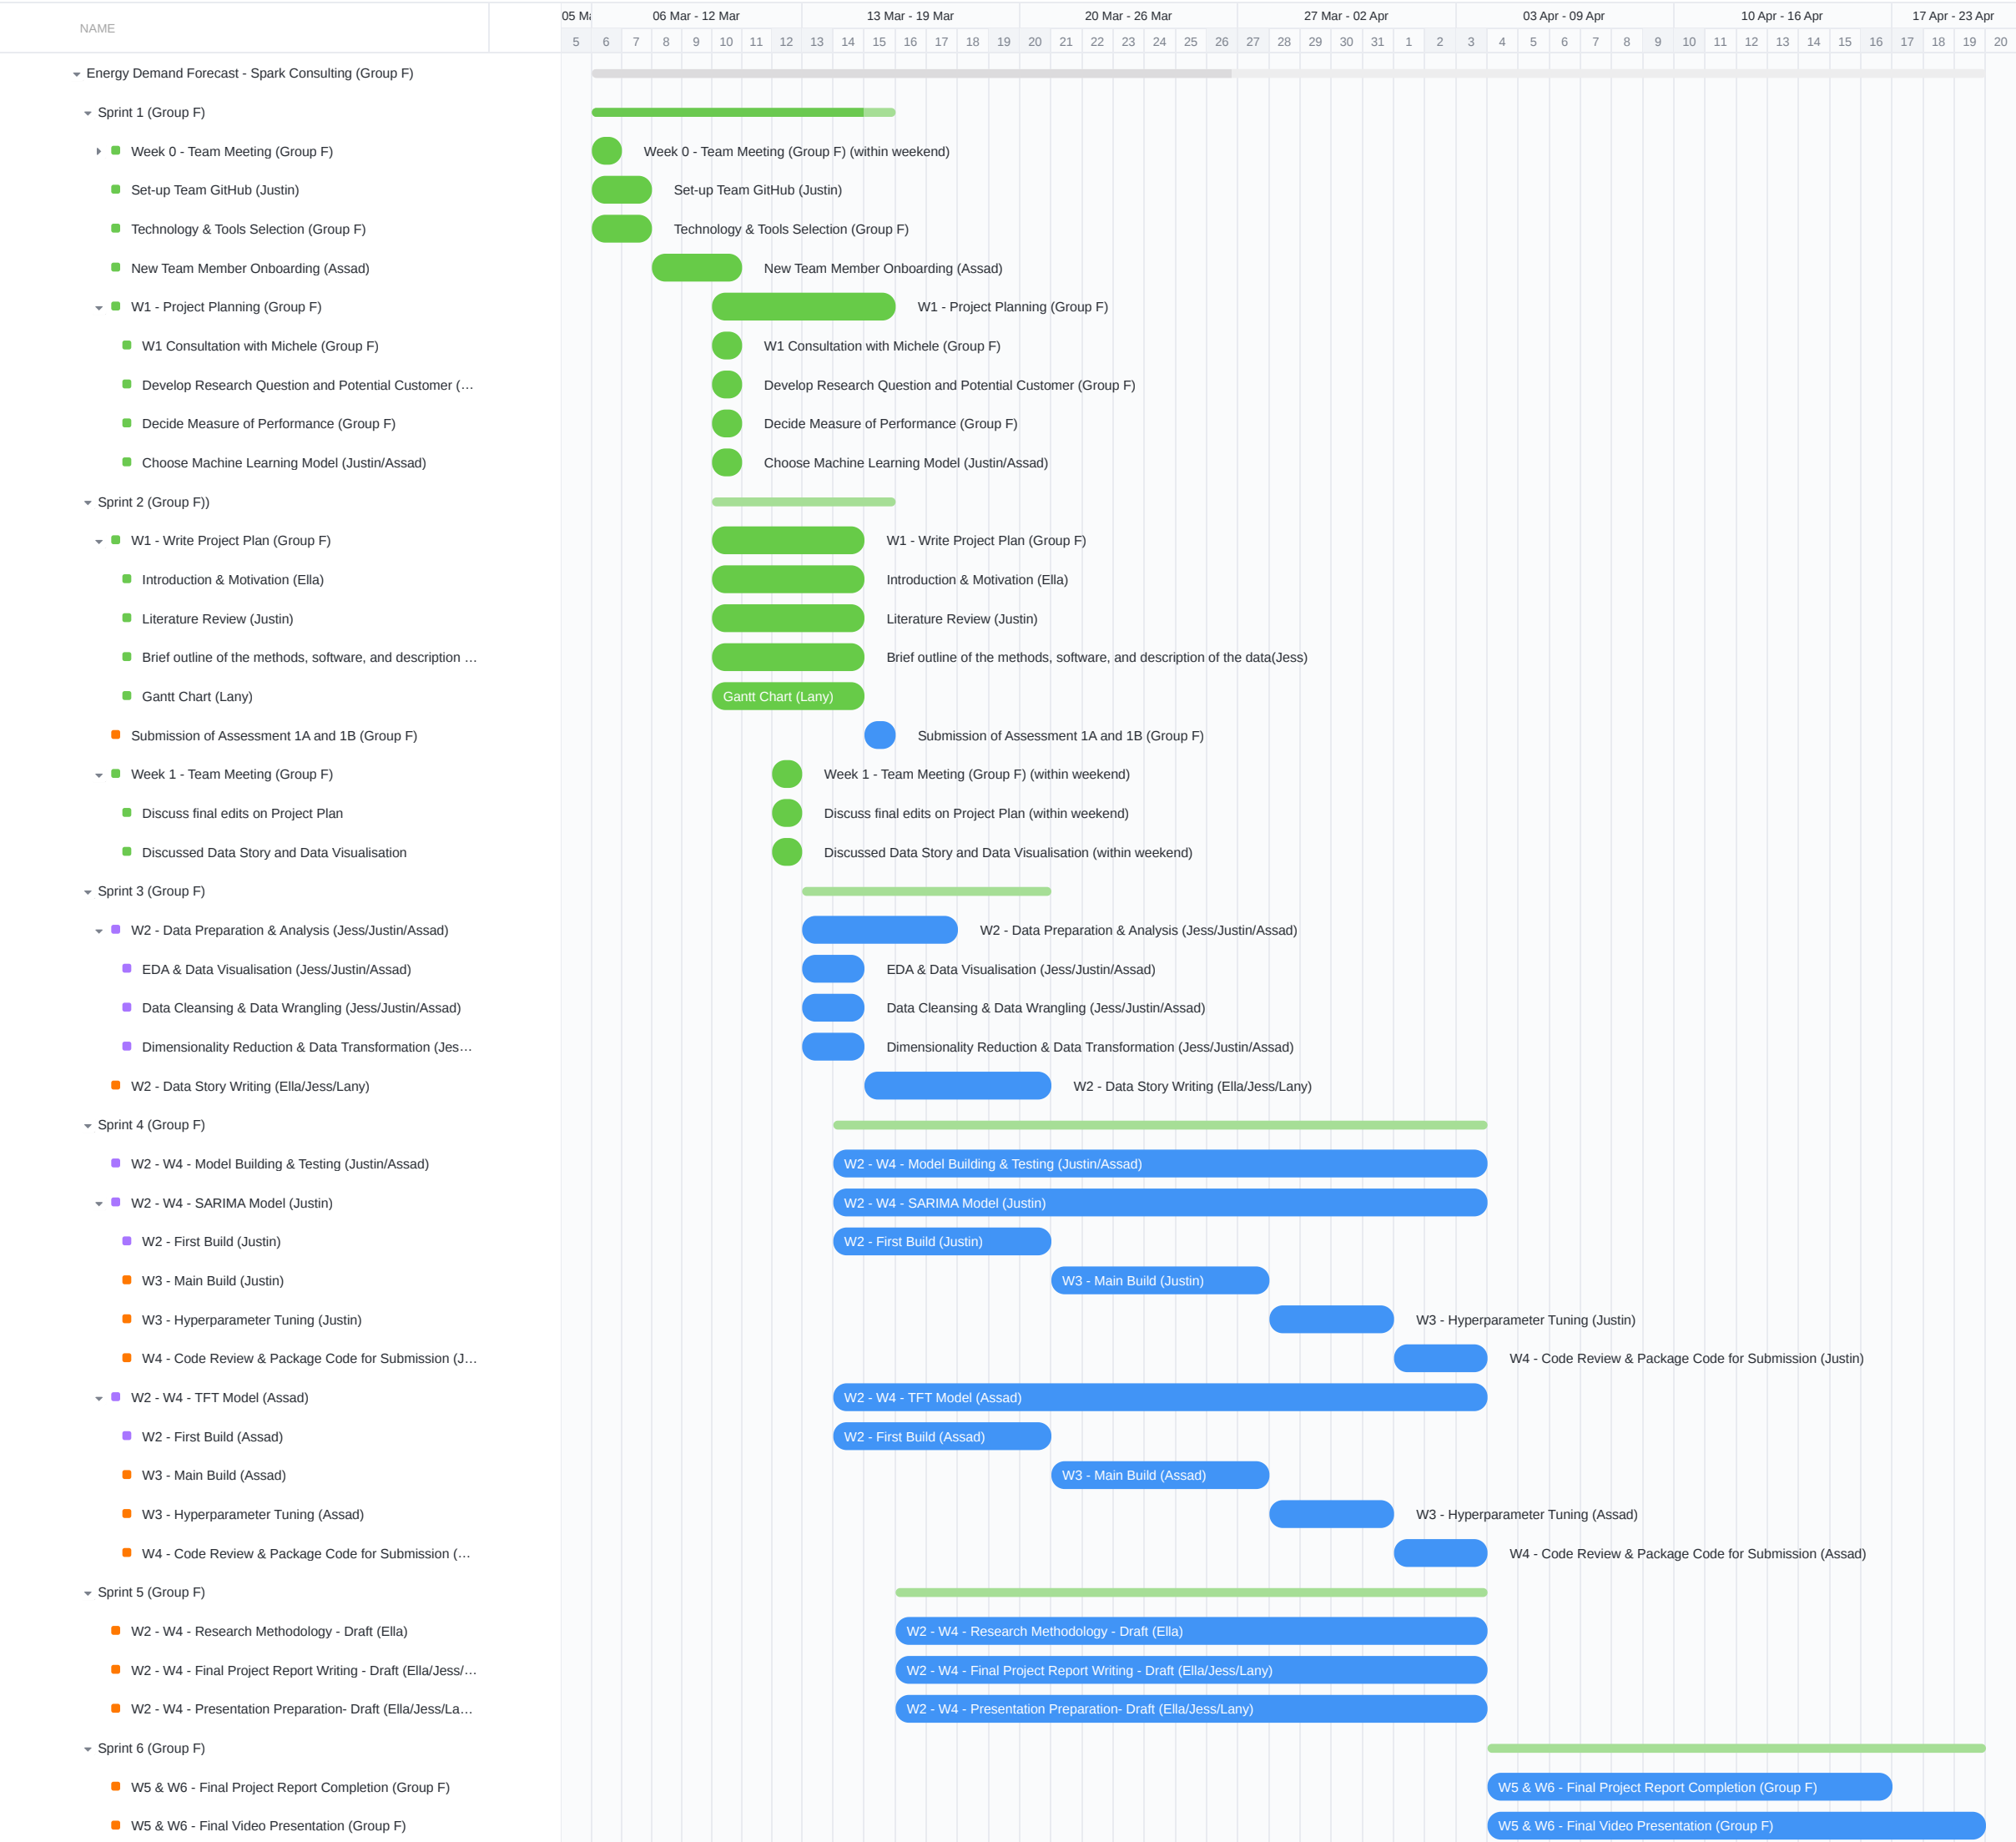 NAME
05 Ma 06 Mar - 12 Mar 13 Mar - 19 Mar 20 Mar - 26 Mar 27 Mar - 02 Apr 03 Apr - 09 Apr 10 Apr - 16 Apr 17 Apr - 23 Apr
5 6 7 8 9 10 11 12 13 14 15 16 17 18 19 20 21 22 23 24 25 26 27 28 29 30 31 1 2 3 4 5 6 7 8 9 10 11 12 13 14 15 16 17 18 19 20
Energy Demand Forecast - Spark Consulting (Group F)
Sprint 1 (Group F)
Week 0 - Team Meeting (Group F) Week 0 - Team Meeting (Group F) (within weekend)
Set-up Team GitHub (Justin) Set-up Team GitHub (Justin)
Technology & Tools Selection (Group F) Technology & Tools Selection (Group F)
New Team Member Onboarding (Assad) New Team Member Onboarding (Assad)
W1 - Project Planning (Group F) W1 - Project Planning (Group F)
W1 Consultation with Michele (Group F) W1 Consultation with Michele (Group F)
Develop Research Question and Potential Customer (… Develop Research Question and Potential Customer (Group F)
Decide Measure of Performance (Group F) Decide Measure of Performance (Group F)
Choose Machine Learning Model (Justin/Assad) Choose Machine Learning Model (Justin/Assad)
Sprint 2 (Group F))
W1 - Write Project Plan (Group F) W1 - Write Project Plan (Group F)
Introduction & Motivation (Ella) Introduction & Motivation (Ella)
Literature Review (Justin) Literature Review (Justin)
Brief outline of the methods, software, and description … Brief outline of the methods, software, and description of the data(Jess)
Gantt Chart (Lany) Gantt Chart (Lany)
Submission of Assessment 1A and 1B (Group F) Submission of Assessment 1A and 1B (Group F)
Week 1 - Team Meeting (Group F) Week 1 - Team Meeting (Group F) (within weekend)
Discuss final edits on Project Plan Discuss final edits on Project Plan (within weekend)
Discussed Data Story and Data Visualisation Discussed Data Story and Data Visualisation (within weekend)
Sprint 3 (Group F)
W2 - Data Preparation & Analysis (Jess/Justin/Assad) W2 - Data Preparation & Analysis (Jess/Justin/Assad)
EDA & Data Visualisation (Jess/Justin/Assad) EDA & Data Visualisation (Jess/Justin/Assad)
Data Cleansing & Data Wrangling (Jess/Justin/Assad) Data Cleansing & Data Wrangling (Jess/Justin/Assad)
Dimensionality Reduction & Data Transformation (Jes… Dimensionality Reduction & Data Transformation (Jess/Justin/Assad)
W2 - Data Story Writing (Ella/Jess/Lany) W2 - Data Story Writing (Ella/Jess/Lany)
Sprint 4 (Group F)
W2 - W4 - Model Building & Testing (Justin/Assad) W2 - W4 - Model Building & Testing (Justin/Assad)
W2 - W4 - SARIMA Model (Justin) W2 - W4 - SARIMA Model (Justin)
W2 - First Build (Justin) W2 - First Build (Justin)
W3 - Main Build (Justin) W3 - Main Build (Justin)
W3 - Hyperparameter Tuning (Justin) W3 - Hyperparameter Tuning (Justin)
W4 - Code Review & Package Code for Submission (J… W4 - Code Review & Package Code for Submission (Justin)
W2 - W4 - TFT Model (Assad) W2 - W4 - TFT Model (Assad)
W2 - First Build (Assad) W2 - First Build (Assad)
W3 - Main Build (Assad) W3 - Main Build (Assad)
W3 - Hyperparameter Tuning (Assad) W3 - Hyperparameter Tuning (Assad)
W4 - Code Review & Package Code for Submission (… W4 - Code Review & Package Code for Submission (Assad)
Sprint 5 (Group F)
W2 - W4 - Research Methodology - Draft (Ella) W2 - W4 - Research Methodology - Draft (Ella)
W2 - W4 - Final Project Report Writing - Draft (Ella/Jess/… W2 - W4 - Final Project Report Writing - Draft (Ella/Jess/Lany)
W2 - W4 - Presentation Preparation- Draft (Ella/Jess/La… W2 - W4 - Presentation Preparation- Draft (Ella/Jess/Lany)
Sprint 6 (Group F)
W5 & W6 - Final Project Report Completion (Group F) W5 & W6 - Final Project Report Completion (Group F)
W5 & W6 - Final Video Presentation (Group F) W5 & W6 - Final Video Presentation (Group F)